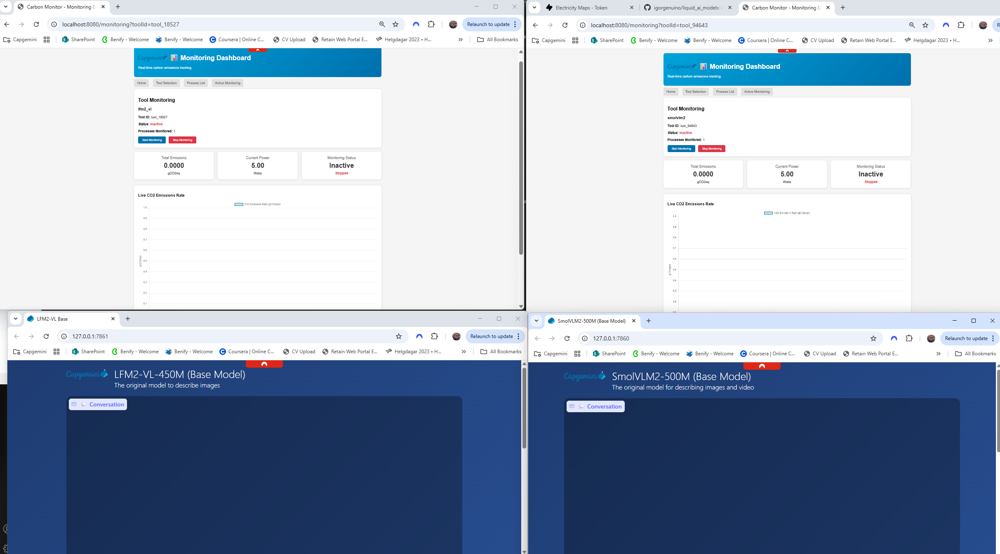 Carbon Monitor - Monitoring D
localhost:8080/monitoring?toolId=tool_18527
Relaunch to update
Capgemini
SharePoint
Benify - Welcome
Benify - Welcome
Coursera | Online C...
CV Upload
Retain Web Portal E...
Helgdagar 2023 • H...
»
All Bookmarks
Capgemini 📊 Monitoring Dashboard
Real-time carbon emissions tracking
Home
Tool Selection
Process List
Active Monitoring
Tool Monitoring
lfm2_vl
Tool ID: tool_18527
Status: Inactive
Processes Monitored: 1
Start Monitoring
Stop Monitoring
Total Emissions
0.0000
gCO2eq
Current Power
5.00
Watts
Monitoring Status
Inactive
Stopped
Live CO2 Emissions Rate
CO2 Emissions Rate (gCO2eq/s)
1.0
0.9
0.8
0.7
0.6
0.5
0.4
0.3
0.2
0.1
gCO2eq/s
Electricity Maps - Token
igorgenuino/liquid_ai_models:
Carbon Monitor - Monitoring D
localhost:8080/monitoring?toolId=tool_94643
Capgemini
SharePoint
Benify - Welcome
Benify - Welcome
Coursera | Online C...
CV Upload
Retain Web Portal E...
Helgdagar 2023 • H...
»
Capgemini 📊 Monitoring Dashboard
Real-time carbon emissions tracking
Home
Tool Selection
Process List
Active Monitoring
Tool Monitoring
smolvlm2
Tool ID: tool_94643
Status: Inactive
Processes Monitored: 1
Start Monitoring
Stop Monitoring
Total Emissions
0.0000
gCO2eq
Current Power
5.00
Watts
Monitoring Status
Inactive
Stopped
Live CO2 Emissions Rate
CO2 Emissions Rate (gCO2eq/s)
1.0
0.9
0.8
0.7
0.6
0.5
0.4
0.3
0.2
0.1
gCO2eq/s
LFM2-VL Base
127.0.0.1:7861
Relaunch to update
Capgemini
SharePoint
Benify - Welcome
Benify - Welcome
Coursera | Online C...
CV Upload
Retain Web Portal E...
Helgdagar 2023 • H...
»
All Bookmarks
Capgemini LFM2-VL-450M (Base Model)
The original model to describe images
Conversation
SmolVLM2-500M (Base Model)
127.0.0.1:7860
Relaunch to update
Capgemini
SharePoint
Benify - Welcome
Benify - Welcome
Coursera | Online C...
CV Upload
Retain Web Portal E...
»
All Bookmarks
Capgemini SmolVLM2-500M (Base Model)
The original model for describing images and video
Conversation